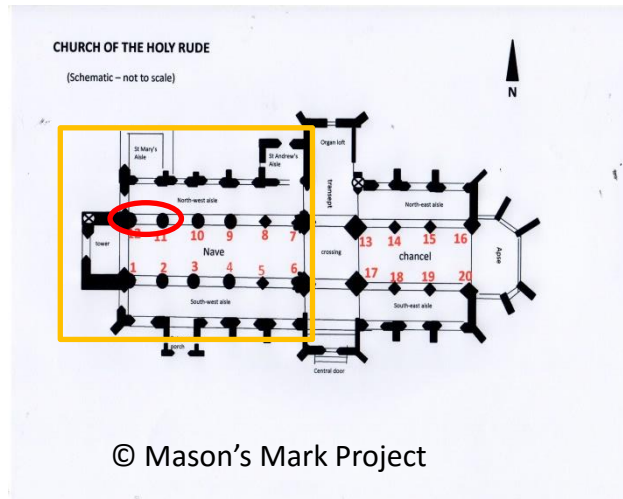 CHURCH OF THE HOLY RUDE
(Schematic – not to scale)
N
St Mary's
Aisle
St Andrew's
Aisle
Organ loft
transept
North-west aisle
North-east aisle
tower
12 11 10 9 8 7
Nave
crossing
13 14 15 16
chancel
Apse
1 2 3 4 5 6
17 18 19 20
South-west aisle
South-east aisle
porch
Central door
© Mason's Mark Project